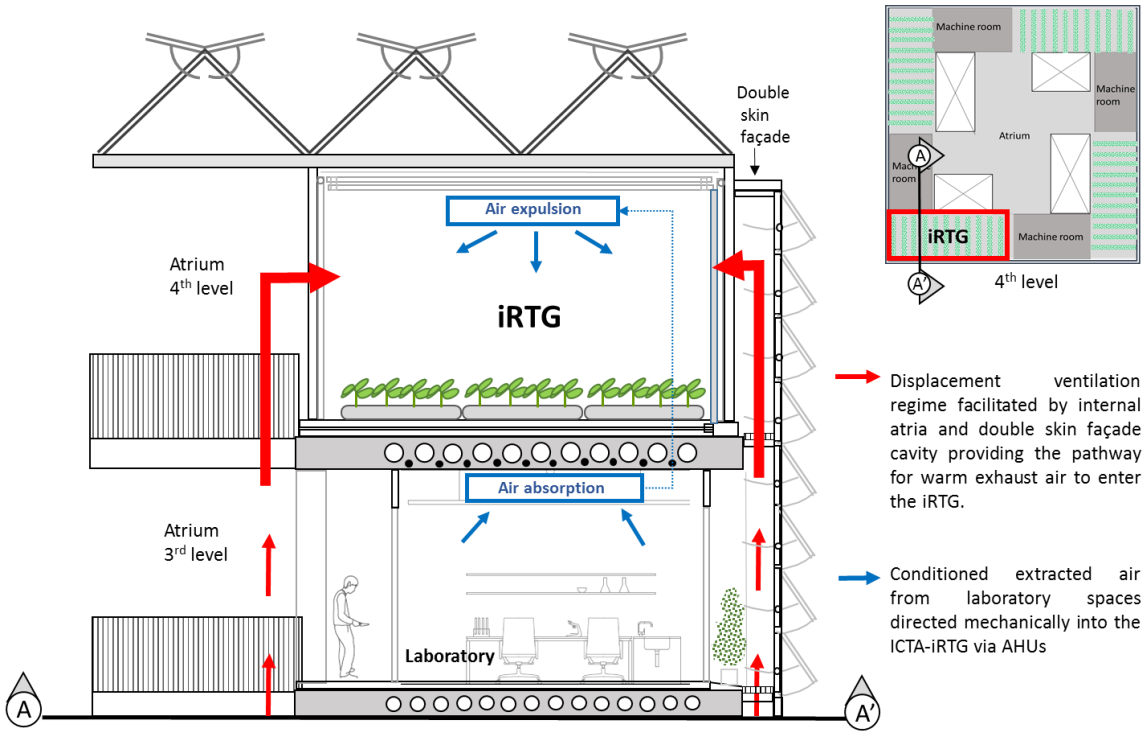 Machine room
Double
skin
façade
Machine
room
Atrium
A
Machine
room
Air expulsion
Atrium
4th level
iRTG
iRTG
Machine room
A'
4th level
Displacement ventilation
regime facilitated by internal
atria and double skin façade
cavity providing the pathway
for warm exhaust air to enter
the iRTG.
Air absorption
Atrium
3rd level
Conditioned extracted air
from laboratory spaces
directed mechanically into the
ICTA-iRTG via AHUs
Laboratory
A
A'